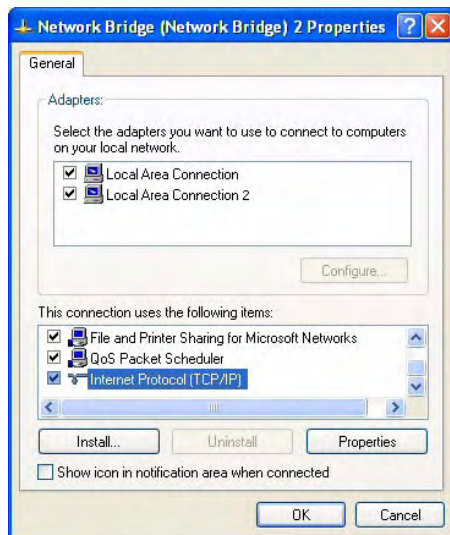 Network Bridge (Network Bridge) 2 Properties
General
Adapters:
Select the adapters you want to use to connect to computers
on your local network.
Local Area Connection
Local Area Connection 2
Configure...
This connection uses the following items:
File and Printer Sharing for Microsoft Networks
QoS Packet Scheduler
Internet Protocol (TCP/IP)
Install... Uninstall Properties
Show icon in notification area when connected
OK Cancel